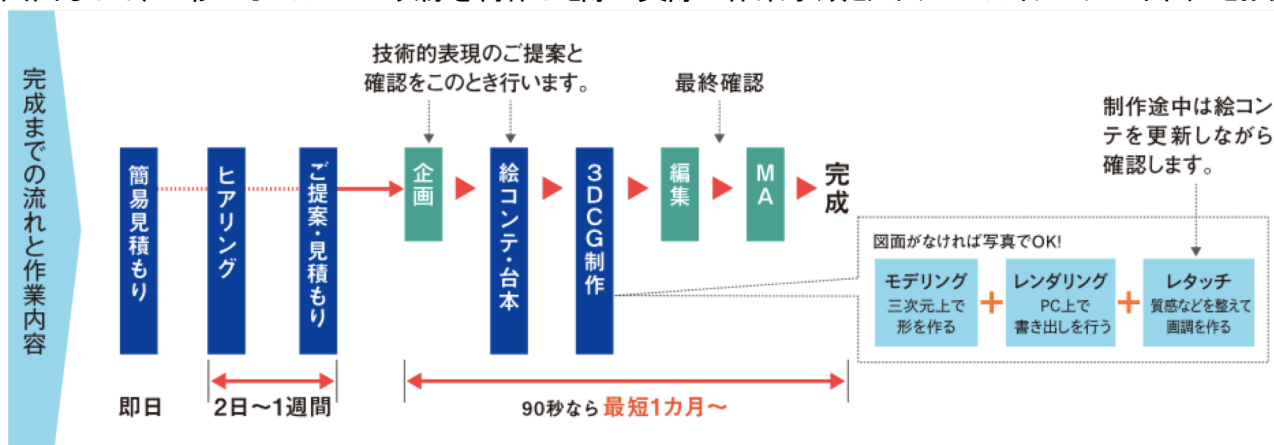 完成までの流れと作業内容
技術的表現のご提案と
確認をこのとき行います。
最終確認
制作途中は絵コン
テを更新しながら
確認します。
簡易見積もり
ヒアリング
ご提案・見積もり
企画
絵コンテ・台本
3DCG制作
編集
MA
完成
図面がなければ写真でOK!
モデリング
三次元上で
形を作る
+
レンダリング
PC上で
書き出しを行う
+
レタッチ
質感などを整えて
画調を作る
即日
2日〜1週間
90秒なら 最短1カ月〜